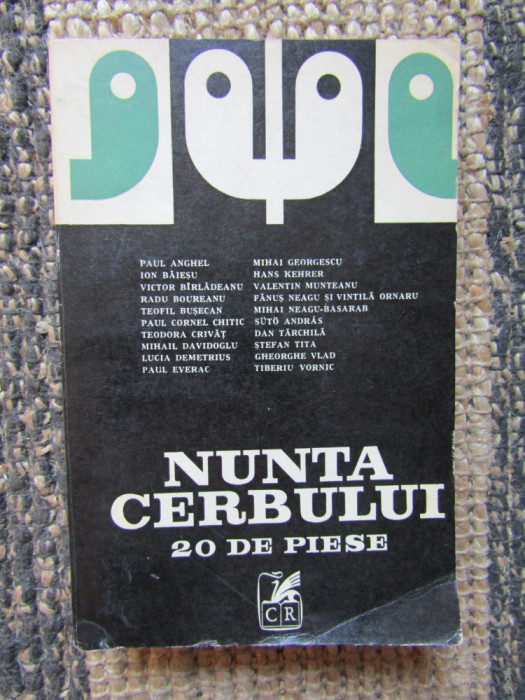 PAUL ANGHEL
ION BĂIEȘU
VICTOR BÎRLĂDEANU
RADU BOUREANU
TEOFIL BUȘECAN
PAUL CORNEL CHITIC
TEODORA CRIVĂȚ
MIHAIL DAVIDOGLU
LUCIA DEMETRIUS
PAUL EVERAC
MIHAI GEORGESCU
HANS KEHRER
VALENTIN MUNTEANU
FĂNUȘ NEAGU ȘI VINTILĂ ORNARU
MIHAI NEAGU-BASARAB
SÜTŐ ANDRÁS
DAN TĂRCHILĂ
ȘTEFAN TITA
GHEORGHE VLAD
TIBERIU VORNIC
NUNTA
CERBULUI
20 DE PIESE
CR